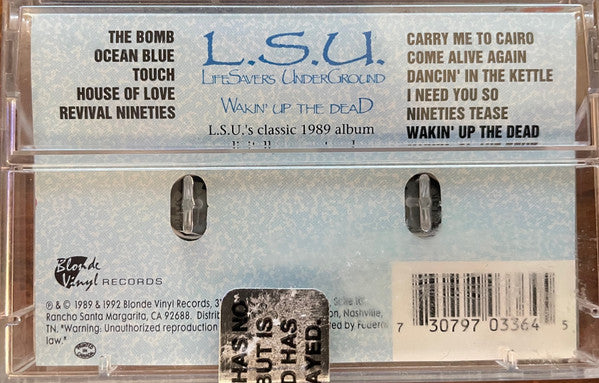 THE BOMB
OCEAN BLUE
TOUCH
HOUSE OF LOVE
REVIVAL NINETIES
L.S.U.
LIFESAVERS UNDERGROUND
WAKIN' UP THE DEAD
L.S.U.'s classic 1989 album
CARRY ME TO CAIRO
COME ALIVE AGAIN
DANCIN' IN THE KETTLE
I NEED YOU SO
NINETIES TEASE
WAKIN' UP THE DEAD
Blonde
Vinyl RECORDS
℗ & © 1989 & 1992 Blonde Vinyl Records,
Rancho Santa Margarita, CA 92688. Nashville,
TN. *Warning: Unauthorized reproduction by
law."
HAS NO
BUT IS
D HAS
AYED.
7 30797 03364 5